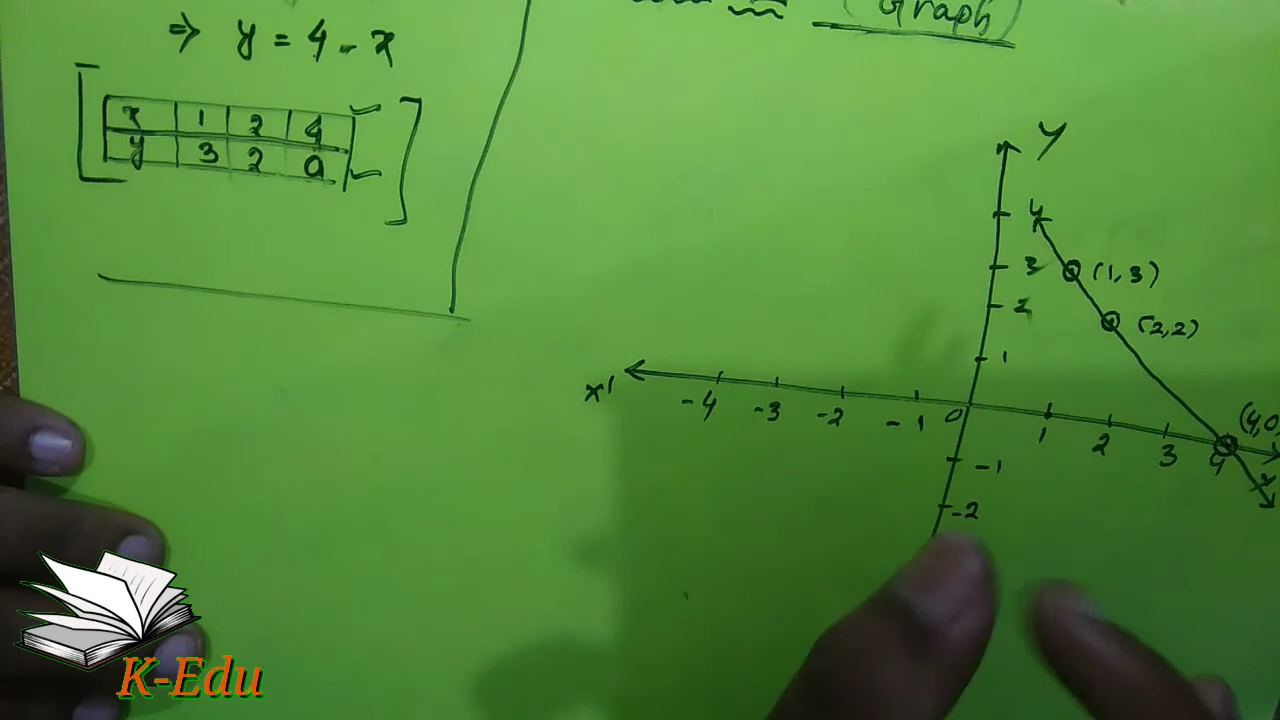 ⇒ y = 4 - x
x 1 2 4
y 3 2 0
(Graph)
Y
4
3 (1,3)
2 (2,2)
1
x'
-4 -3 -2 -1 0 1 2 3 4
(4,0
x
-1
-2
K-Edu